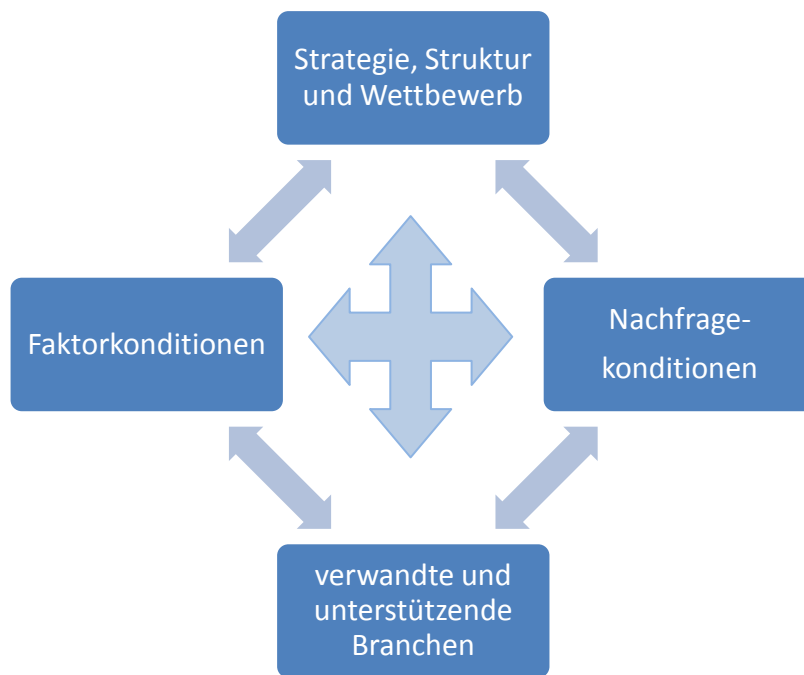 Strategie, Struktur
und Wettbewerb
Faktorkonditionen
Nachfrage-
konditionen
verwandte und
unterstützende
Branchen